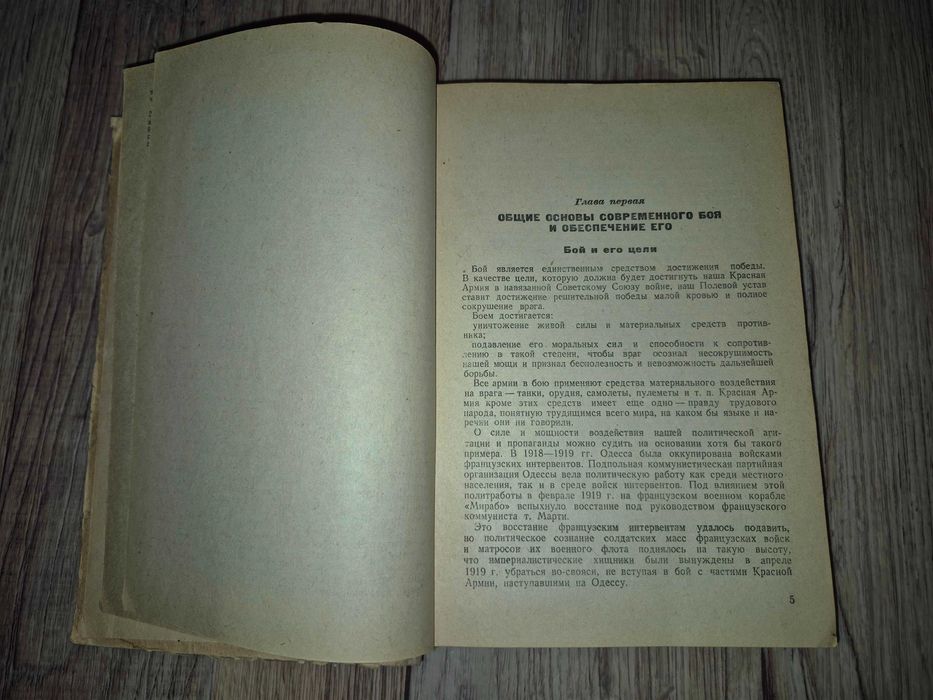 Глава первая
ОБЩИЕ ОСНОВЫ СОВРЕМЕННОГО БОЯ
И ОБЕСПЕЧЕНИЕ ЕГО
Бой и его цели
Бой является единственным средством достижения победы.
В качестве цели, которую должна будет достигнуть наша Красная
Армия в навязанной Советскому Союзу войне, наш Полевой устав
ставит достижение решительной победы малой кровью и полное
сокрушение врага.
Боем достигается:
уничтожение живой силы и материальных средств против-
ника;
подавление его моральных сил и способности к сопротив-
лению в такой степени, чтобы враг осознал несокрушимость
нашей мощи и признал бесполезность и невозможность дальнейшей
борьбы.
Все армии в бою применяют средства материального воздействия
на врага — танки, орудия, самолеты, пулеметы и т. п. Красная Ар-
мия кроме этих средств имеет еще одно — правду трудового
народа, понятную трудящимся всего мира, на каком бы языке и на-
речии они ни говорили.
О силе и мощности воздействия нашей политической аги-
тации и пропаганды можно судить на основании хотя бы такого
примера. В 1918—1919 гг. Одесса была оккупирована войсками
французских интервентов. Подпольная коммунистическая партийная
организация Одессы вела политическую работу как среди местного
населения, так и в среде войск интервентов. Под влиянием этой
политработы в феврале 1919 г. на французском военном корабле
«Мирабо» вспыхнуло восстание под руководством французского
коммуниста т. Марти.
Это восстание французским интервентам удалось подавить,
но политическое сознание солдатских масс французских войск
и матросов их военного флота поднялось на такую высоту,
что империалистические хищники были вынуждены в апреле
1919 г. убраться во-свояси, не вступая в бой с частями Красной
Армии, наступавшими на Одессу.
5